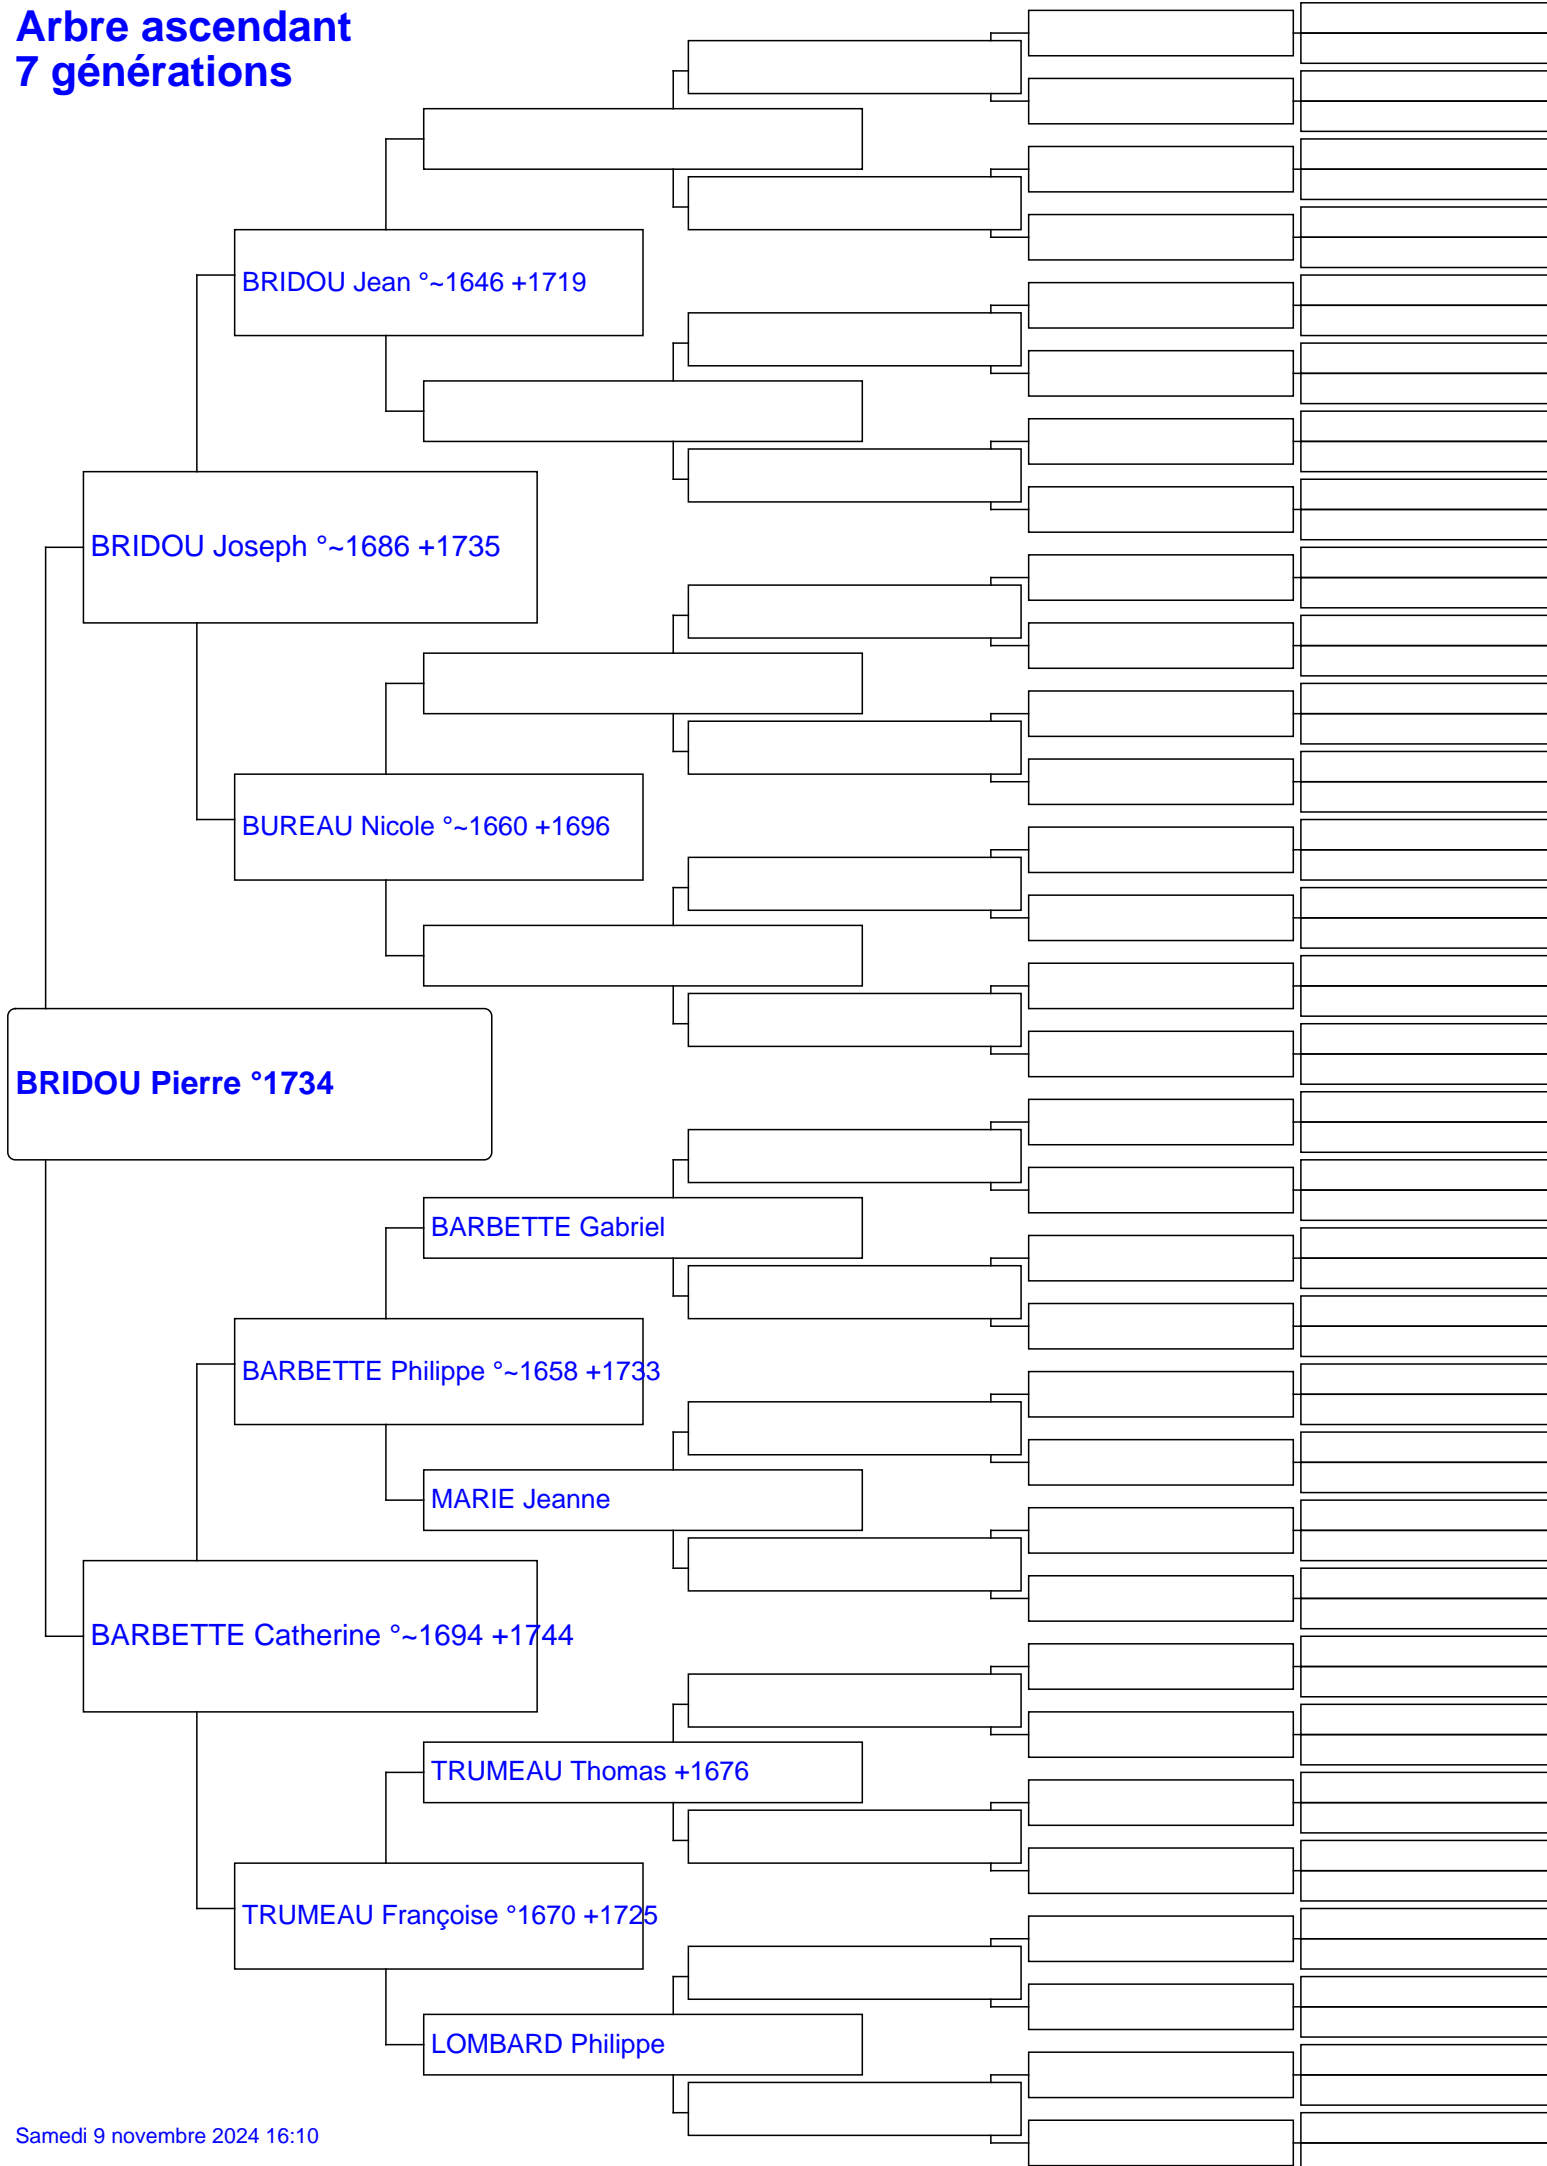 Arbre ascendant
7 générations
BRIDOU Jean °~1646 +1719
BRIDOU Joseph °~1686 +1735
BUREAU Nicole °~1660 +1696
BRIDOU Pierre °1734
BARBETTE Gabriel
BARBETTE Philippe °~1658 +1733
MARIE Jeanne
BARBETTE Catherine °~1694 +1744
TRUMEAU Thomas +1676
TRUMEAU Françoise °1670 +1725
LOMBARD Philippe
Samedi 9 novembre 2024 16:10